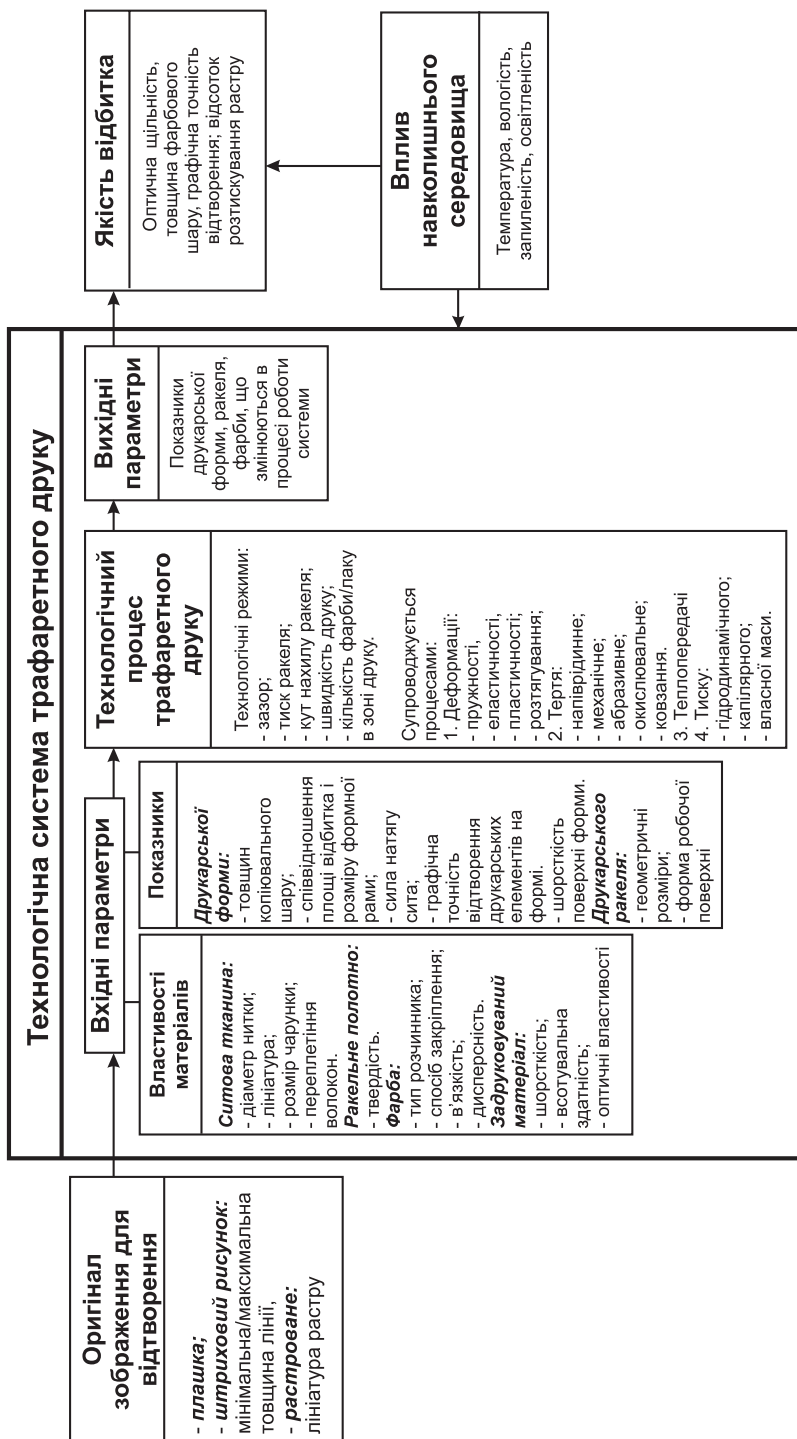 Технологічна система трафаретного друку
Оригінал
зображення для
відтворення
- плашка;
- штриховий рисунок:
мінімальна/максимальна
товщина лінії,
- растроване:
лініатура растру
Вхідні параметри
Властивості
матеріалів
Ситова тканина:
- діаметр нитки;
- лініатура;
- розмір чарунки;
- переплетіння
волокон.
Ракельне полотно:
- твердість.
Фарба:
- тип розчинника;
- спосіб закріплення;
- в'язкість;
- дисперсність.
Задруковуваний
матеріал:
- шорсткість;
- всотувальна
здатність;
- оптичні властивості
Показники
Друкарської
форми:
- товщин
копіювального
шару;
- співвідношення
площі відбитка і
розміру формної
рами;
- сила натягу
сита;
- графічна
точність
відтворення
друкарських
елементів на
формі.
- шорсткість
поверхні форми.
Друкарського
ракеля:
- геометричні
розміри;
- форма робочої
поверхні
Технологічний
процес
трафаретного
друку
Технологічні режими:
- зазор;
- тиск ракеля;
- кут нахилу ракеля;
- швидкість друку;
- кількість фарби/лаку
в зоні друку.
Супроводжується
процесами:
1. Деформації:
- пружності,
- еластичності,
- пластичності;
- розтягування;
2. Тертя:
- напіврідинне;
- механічне;
- абразивне;
- окислювальне;
- ковзання.
3. Теплопередачі
4. Тиску:
- гідродинамічного;
- капілярного;
- власної маси.
Вихідні
параметри
Показники
друкарської
форми, ракеля,
фарби, що
змінюються в
процесі роботи
системи
Якість відбитка
Оптична щільність,
товщина фарбового
шару, графічна точність
відтворення; відсоток
розтискування растру
Вплив
навколишнього
середовища
Температура, вологість,
запиленість, освітленість